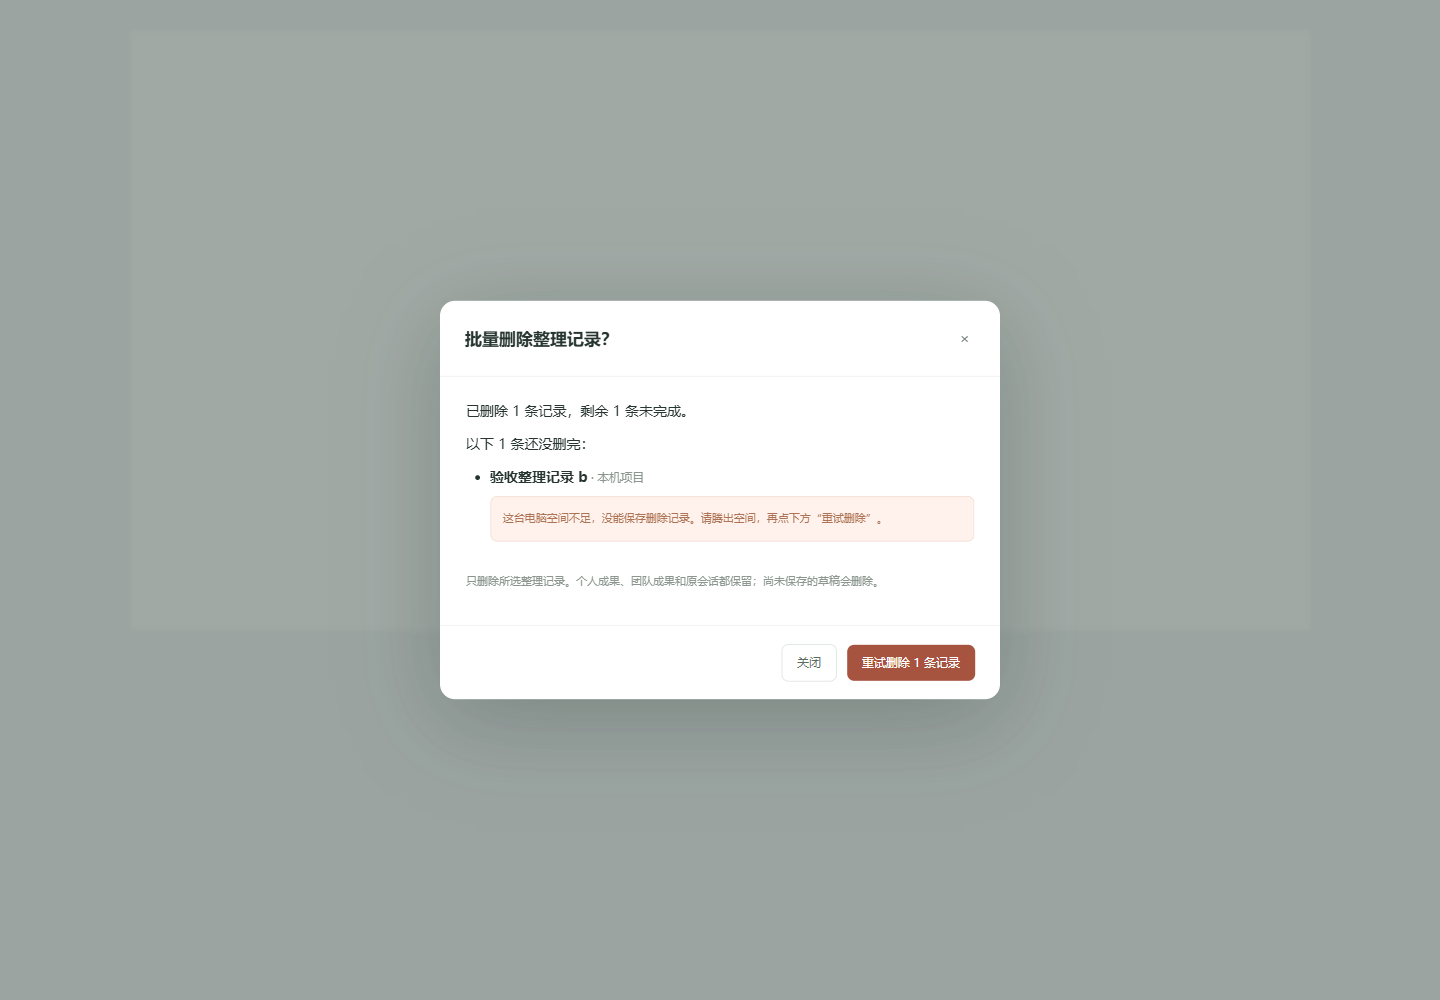 批量删除整理记录？
×
已删除 1 条记录，剩余 1 条未完成。
以下 1 条还没删完：
• 验收整理记录 b · 本机项目
这台电脑空间不足，没能保存删除记录。请腾出空间，再点下方“重试删除”。
只删除所选整理记录。个人成果、团队成果和原会话都保留；尚未保存的草稿会删除。
关闭
重试删除 1 条记录